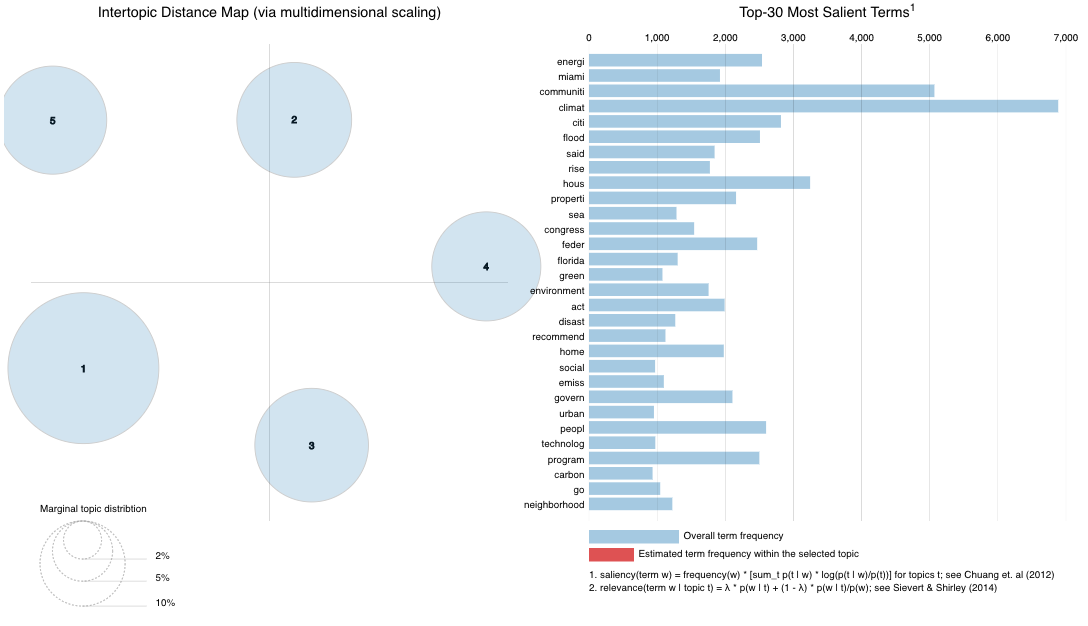 Intertopic Distance Map (via multidimensional scaling)
5
2
4
1
3
Marginal topic distribtion
2%
5%
10%
Top-30 Most Salient Terms1
0 1,000 2,000 3,000 4,000 5,000 6,000 7,000
energi
miami
communiti
climat
citi
flood
said
rise
hous
properti
sea
congress
feder
florida
green
environment
act
disast
recommend
home
social
emiss
govern
urban
peopl
technolog
program
carbon
go
neighborhood
Overall term frequency
Estimated term frequency within the selected topic
1. saliency(term w) = frequency(w) * [sum_t p(t | w) * log(p(t | w)/p(t))] for topics t; see Chuang et. al (2012)
2. relevance(term w | topic t) = λ * p(w | t) + (1 - λ) * p(w | t)/p(w); see Sievert & Shirley (2014)